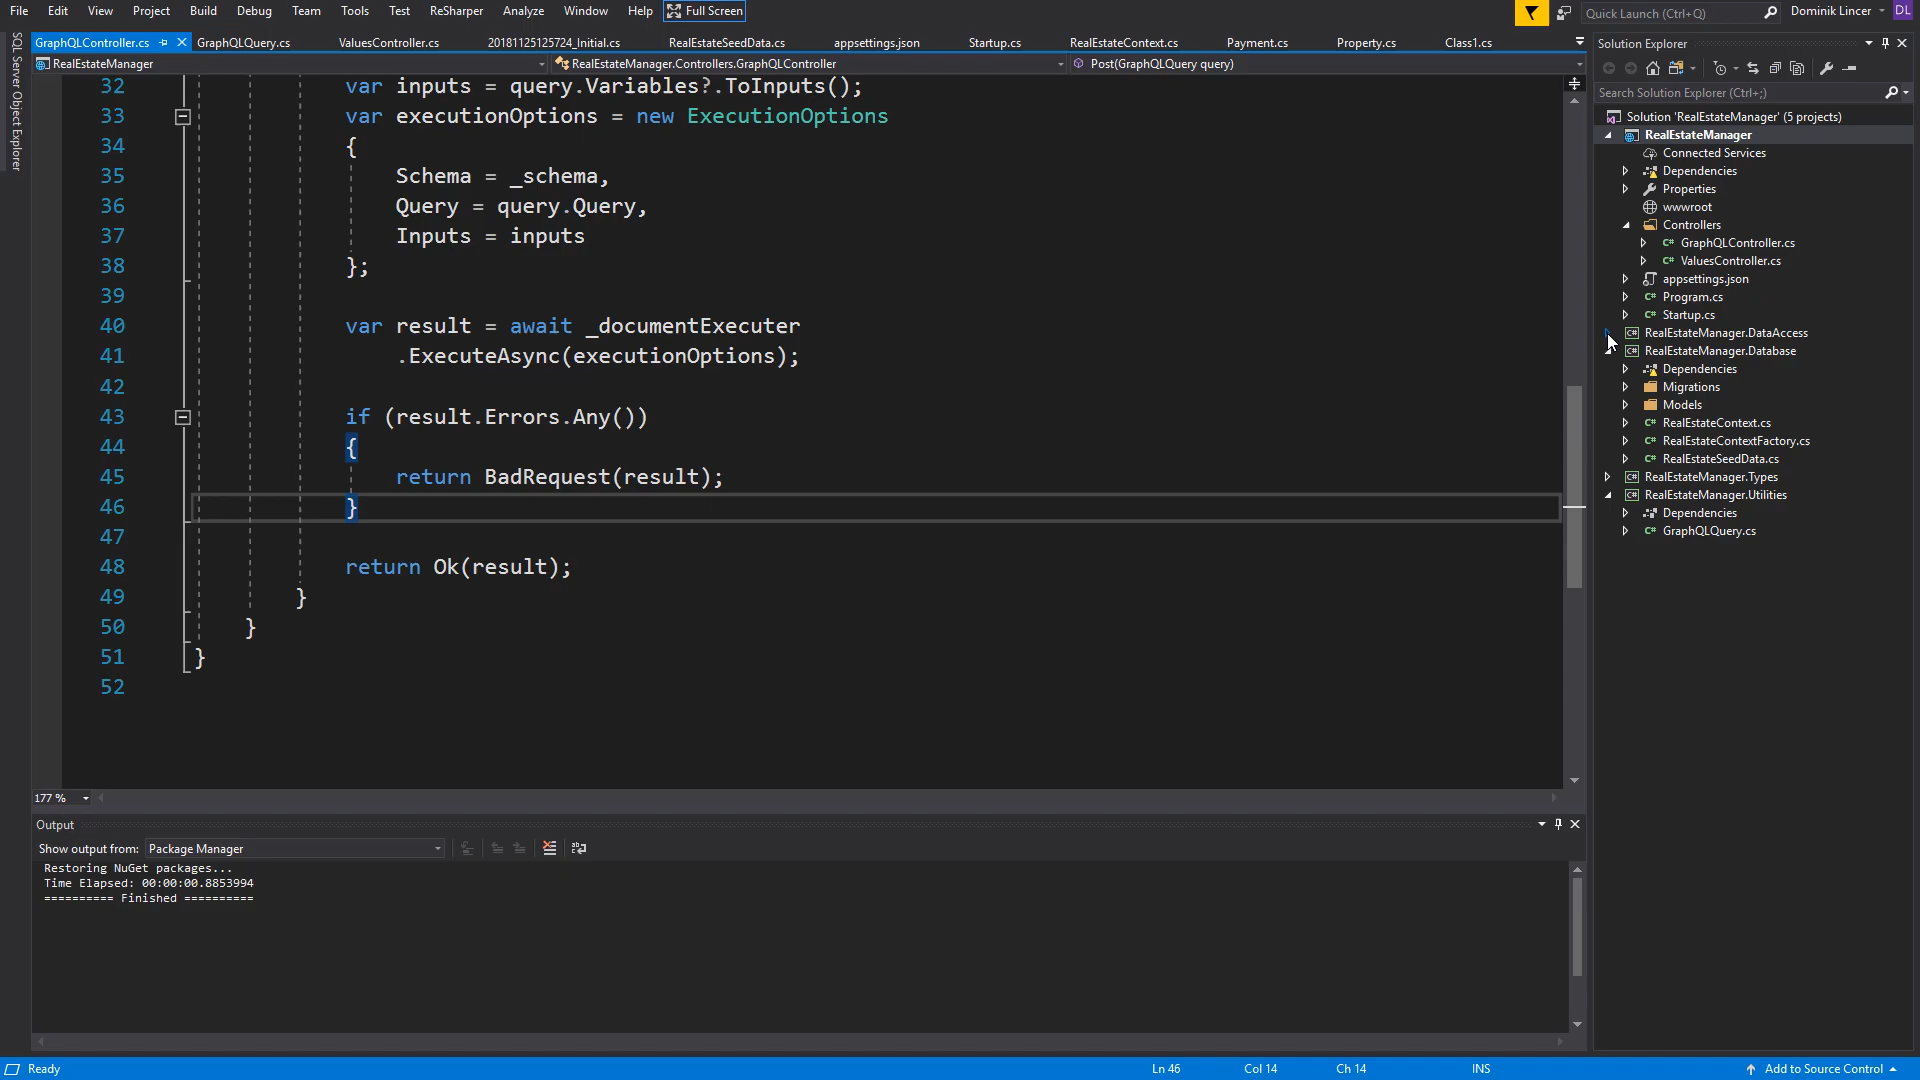 File Edit View Project Build Debug Team Tools Test ReSharper Analyze Window Help Full Screen Quick Launch (Ctrl+Q) Dominik Lincer DL
GraphQLController.cs GraphQLQuery.cs ValuesController.cs 20181125125724_Initial.cs RealEstateSeedData.cs appsettings.json Startup.cs RealEstateContext.cs Payment.cs Property.cs Class1.cs
RealEstateManager RealEstateManager.Controllers.GraphQLController Post(GraphQLQuery query)
SQL Server Object Explorer
32 var inputs = query.Variables?.ToInputs();
33 var executionOptions = new ExecutionOptions
34 {
35 Schema = _schema,
36 Query = query.Query,
37 Inputs = inputs
38 };
39
40 var result = await _documentExecuter
41 .ExecuteAsync(executionOptions);
42
43 if (result.Errors.Any())
44 {
45 return BadRequest(result);
46 }
47
48 return Ok(result);
49 }
50 }
51 }
52
177 %
Output
Show output from: Package Manager
Restoring NuGet packages...
Time Elapsed: 00:00:00.8853994
========== Finished ==========
Solution Explorer
Search Solution Explorer (Ctrl+;)
Solution 'RealEstateManager' (5 projects)
RealEstateManager
Connected Services
Dependencies
Properties
wwwroot
Controllers
C# GraphQLController.cs
C# ValuesController.cs
appsettings.json
C# Program.cs
C# Startup.cs
C# RealEstateManager.DataAccess
C# RealEstateManager.Database
Dependencies
Migrations
Models
C# RealEstateContext.cs
C# RealEstateContextFactory.cs
C# RealEstateSeedData.cs
C# RealEstateManager.Types
C# RealEstateManager.Utilities
Dependencies
C# GraphQLQuery.cs
Ready Ln 46 Col 14 Ch 14 INS Add to Source Control